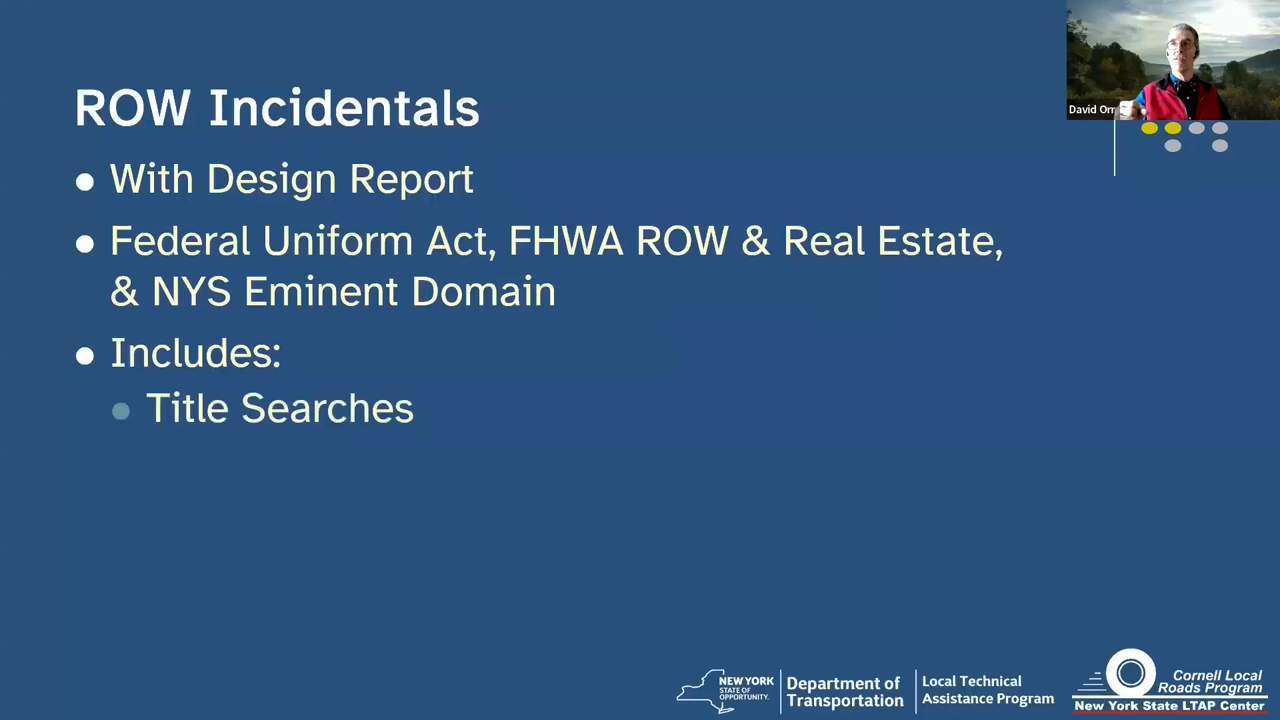 David Orr
ROW Incidentals
With Design Report
Federal Uniform Act, FHWA ROW & Real Estate,
& NYS Eminent Domain
Includes:
Title Searches
NEW YORK
STATE OF
OPPORTUNITY.
Department of
Transportation
Local Technical
Assistance Program
Cornell Local
Roads Program
New York State LTAP Center